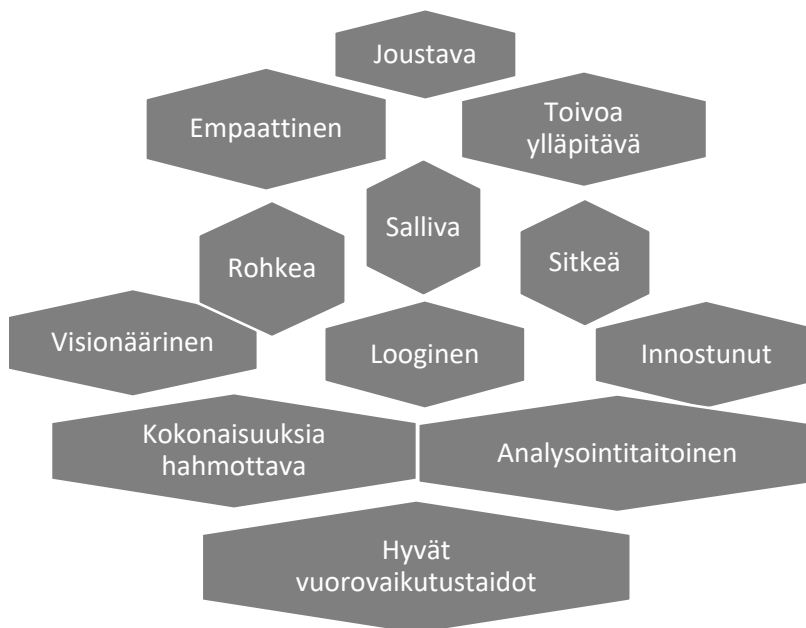 Joustava
Empaattinen
Toivoa
ylläpitävä
Salliva
Rohkea
Sitkeä
Visionäärinen
Looginen
Innostunut
Kokonaisuuksia
hahmottava
Analysointitaitoinen
Hyvät
vuorovaikutustaidot